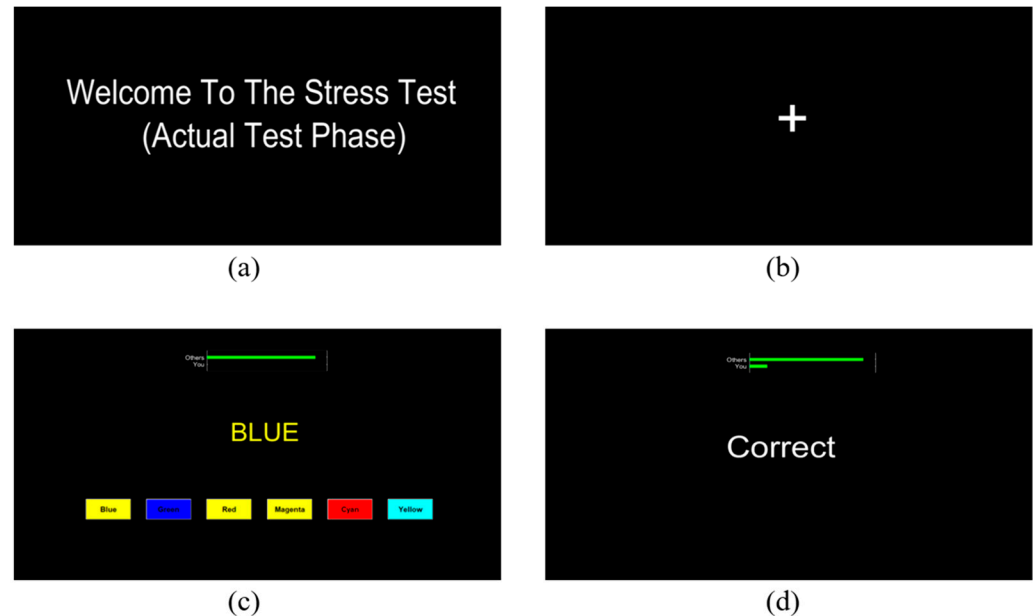 Welcome To The Stress Test
(Actual Test Phase)
(a)
+
(b)
Others
You
BLUE
Blue Green Red Magenta Cyan Yellow
(c)
Others
You
Correct
(d)